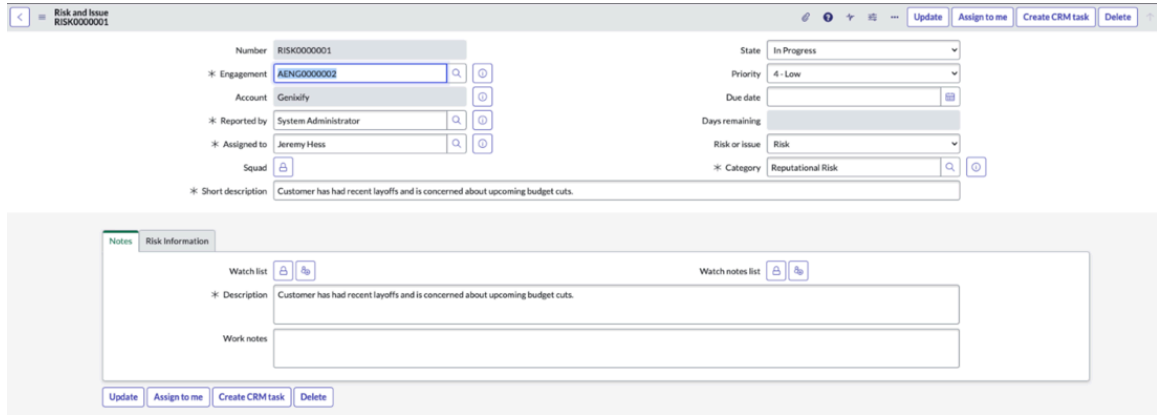 Risk and Issue
RISK0000001
Update Assign to me Create CRM task Delete
Number RISK0000001
State In Progress
* Engagement AENG0000002
Priority 4 - Low
Account Genixify
Due date
* Reported by System Administrator
Days remaining
* Assigned to Jeremy Hess
Risk or issue Risk
Squad
* Category Reputational Risk
* Short description Customer has had recent layoffs and is concerned about upcoming budget cuts.
Notes Risk Information
Watch list
Watch notes list
* Description Customer has had recent layoffs and is concerned about upcoming budget cuts.
Work notes
Update Assign to me Create CRM task Delete